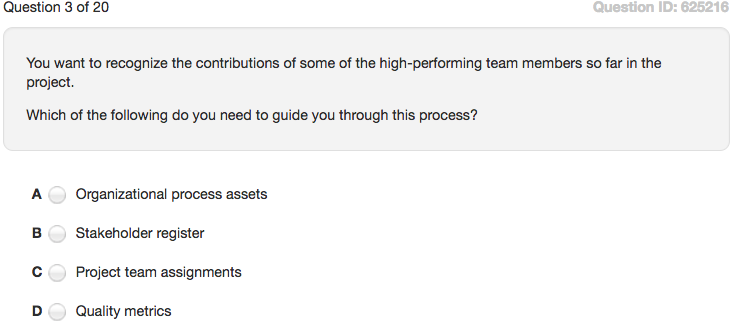 Question 3 of 20
Question ID: 625216
You want to recognize the contributions of some of the high-performing team members so far in the
project.
Which of the following do you need to guide you through this process?
A Organizational process assets
B Stakeholder register
C Project team assignments
D Quality metrics